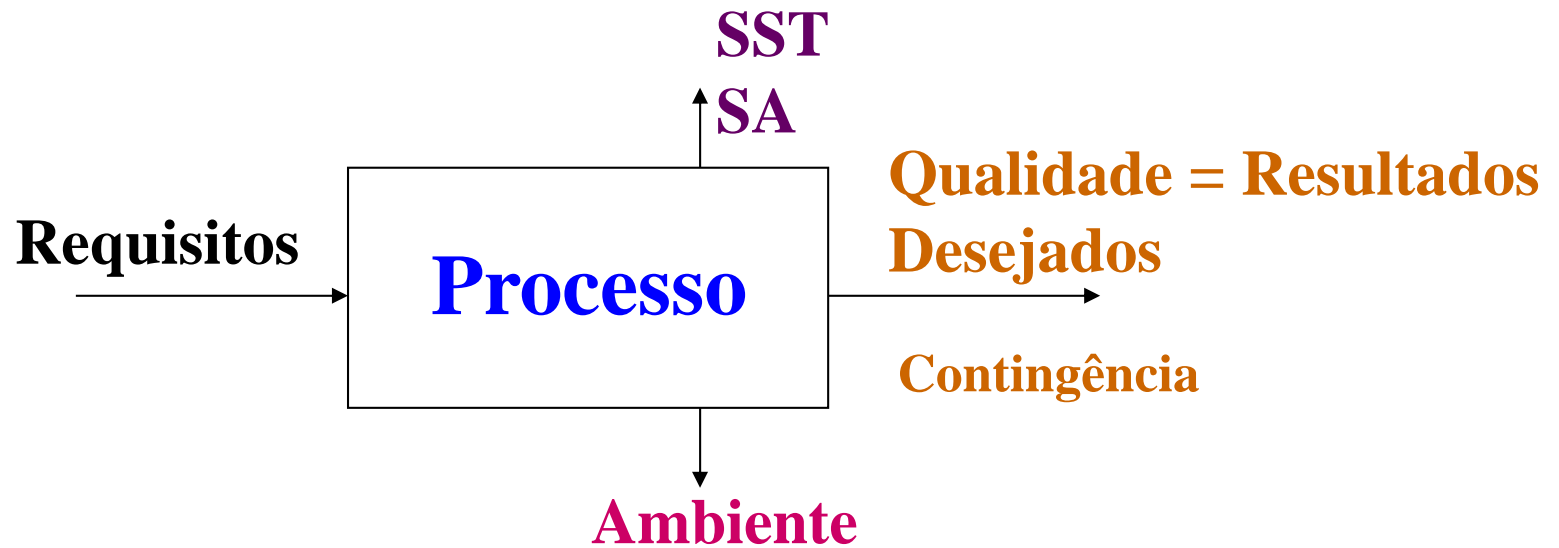 SST
SA
Qualidade = Resultados
Desejados
Requisitos
Processo
Contingência
Ambiente